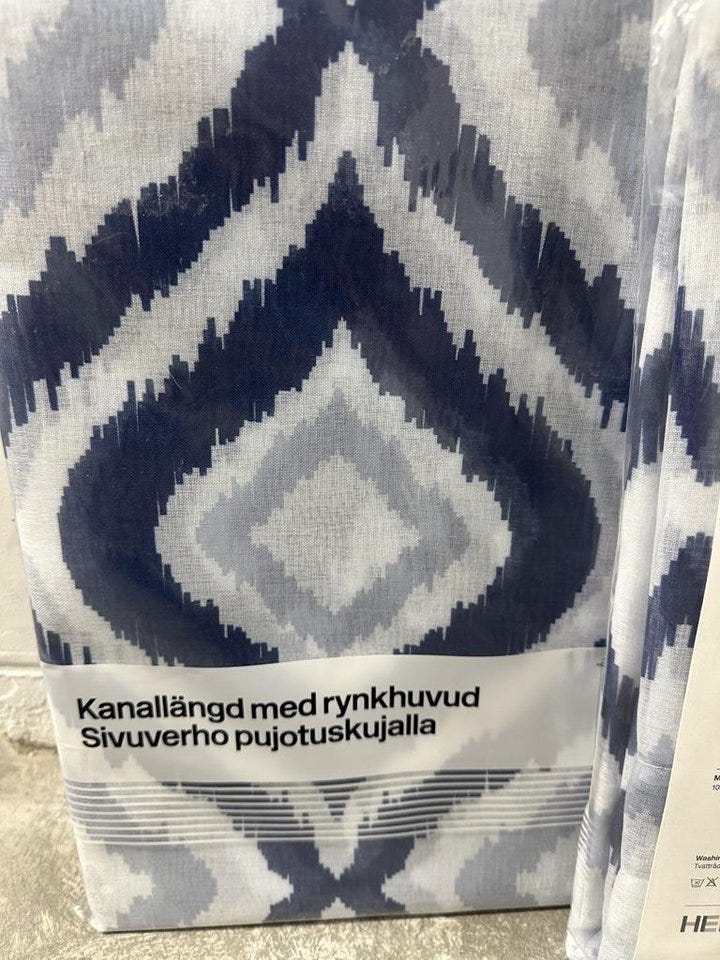 Kanallängd med rynkhuvud
Sivuverho pujotuskujalla